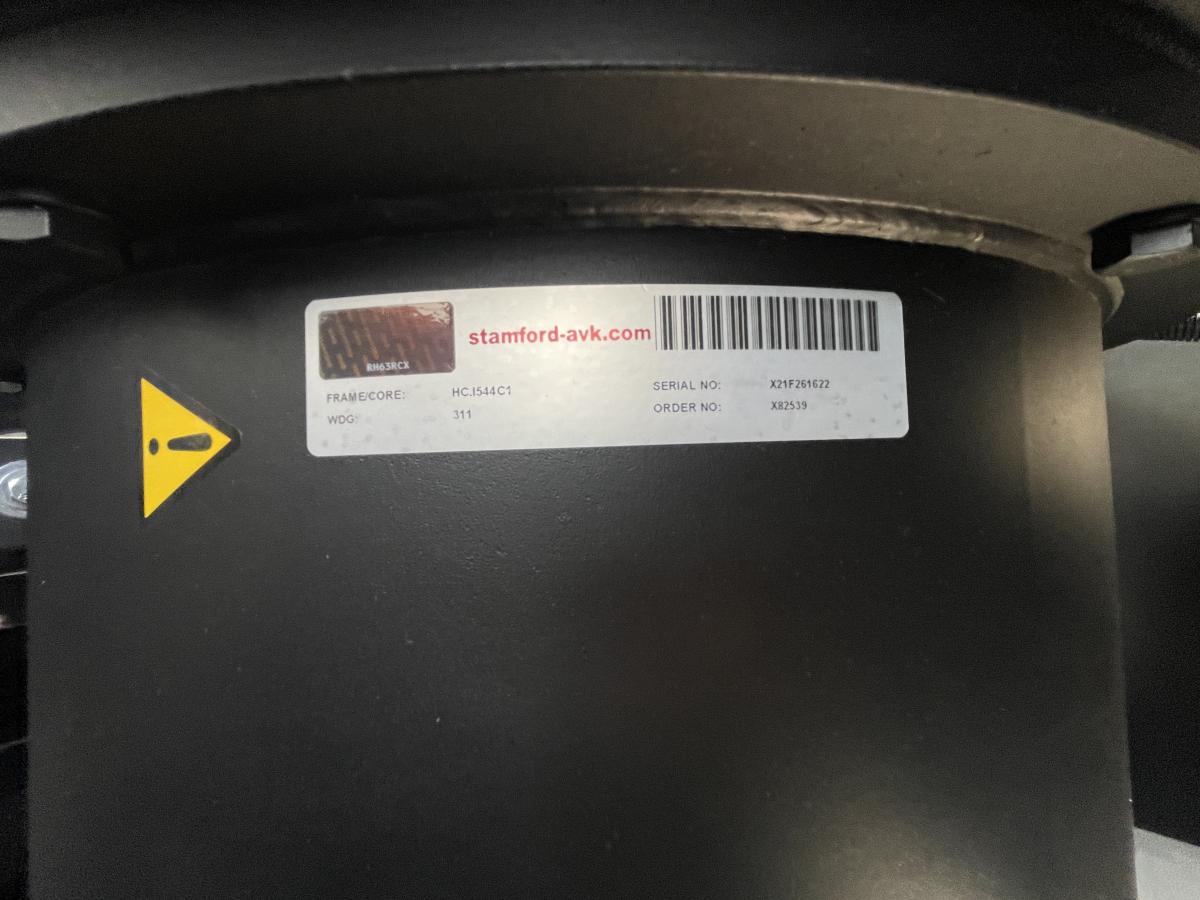 RH63RCX
stamford-avk.com
FRAME/CORE: HC.I544C1
WDG: 311
SERIAL NO: X21F261622
ORDER NO: X82539